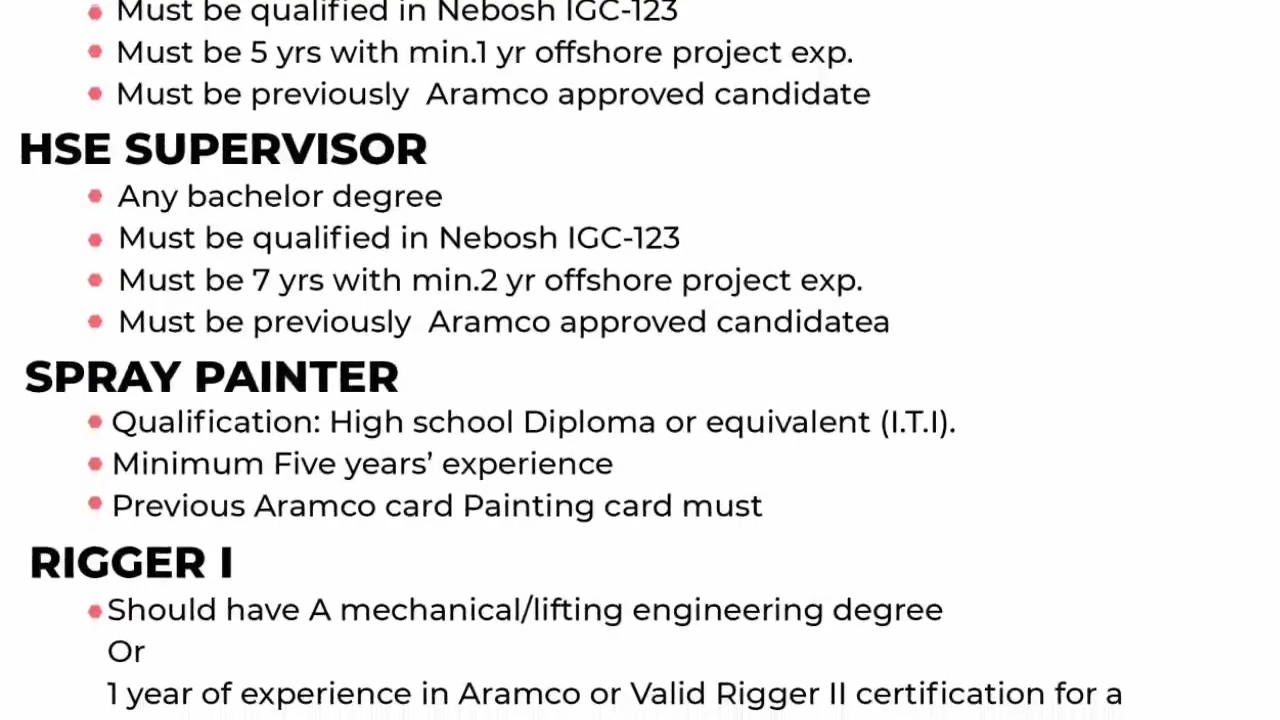 Must be qualified in Nebosh IGC-123
Must be 5 yrs with min.1 yr offshore project exp.
Must be previously Aramco approved candidate
HSE SUPERVISOR
Any bachelor degree
Must be qualified in Nebosh IGC-123
Must be 7 yrs with min.2 yr offshore project exp.
Must be previously Aramco approved candidatea
SPRAY PAINTER
Qualification: High school Diploma or equivalent (I.T.I).
Minimum Five years’ experience
Previous Aramco card Painting card must
RIGGER I
Should have A mechanical/lifting engineering degree
Or
1 year of experience in Aramco or Valid Rigger II certification for a